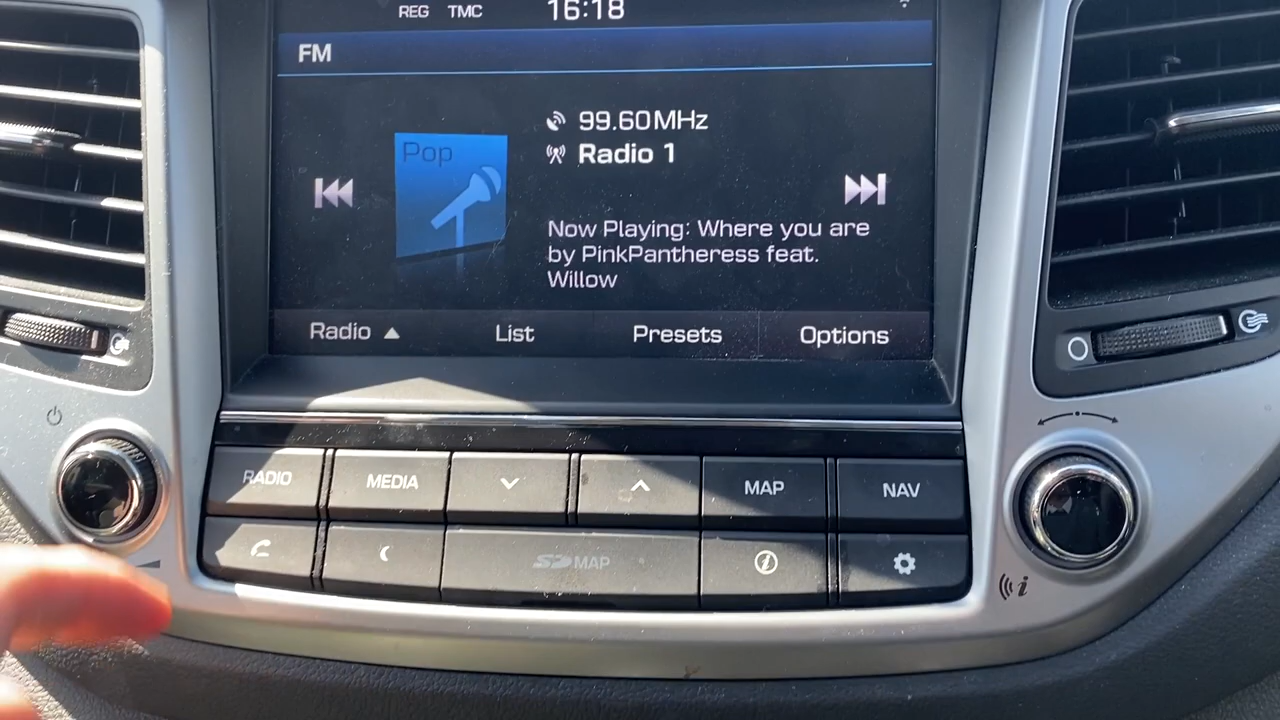 REG TMC 16:18
FM
99.60MHz
Pop
Radio 1
Now Playing: Where you are
by PinkPantheress feat.
Willow
Radio List Presets Options
RADIO MEDIA MAP NAV
SD MAP i
i